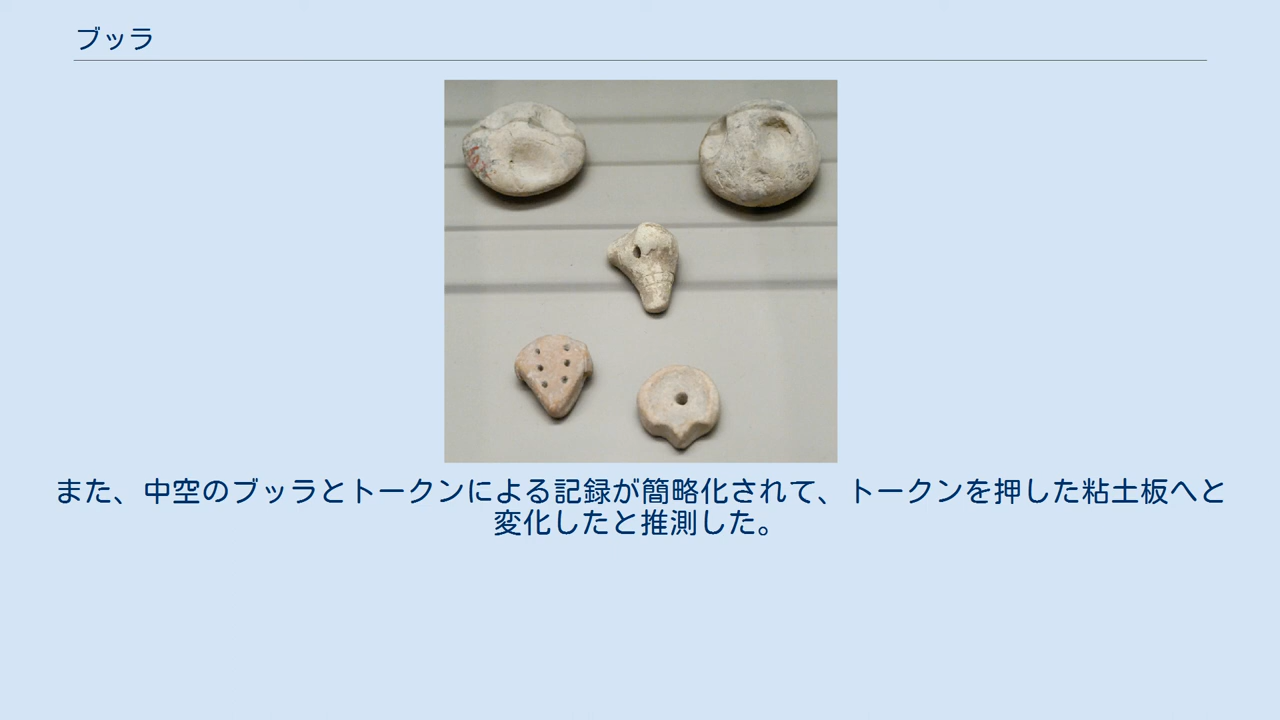 ブッラ
また、中空のブッラとトークンによる記録が簡略化されて、トークンを押した粘土板へと
変化したと推測した。